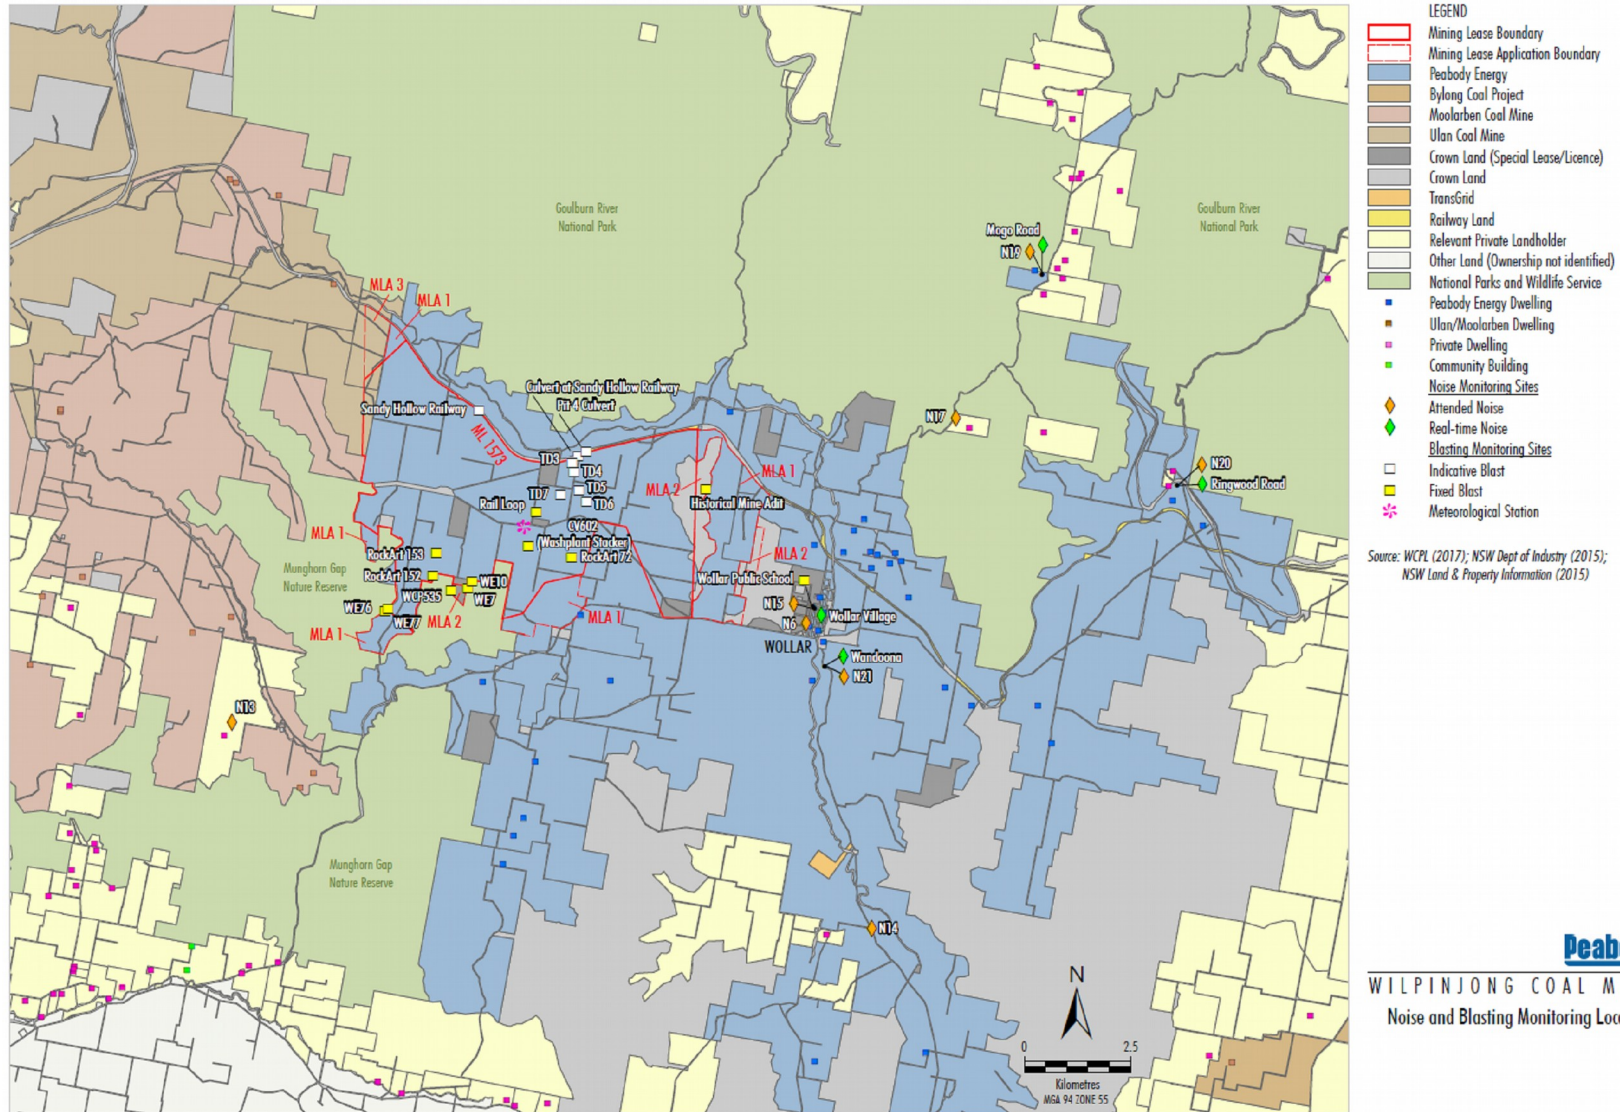 LEGEND
Mining Lease Boundary
Mining Lease Application Boundary
Peabody Energy
Bylong Coal Project
Moolarben Coal Mine
Ulan Coal Mine
Crown Land (Special Lease/Licence)
Crown Land
TransGrid
Railway Land
Relevant Private Landholder
Other Land (Ownership not identified)
National Parks and Wildlife Service
Peabody Energy Dwelling
Ulan/Moolarben Dwelling
Private Dwelling
Community Building
Noise Monitoring Sites
Attended Noise
Real-time Noise
Blasting Monitoring Sites
Indicative Blast
Fixed Blast
Meteorological Station
Source: WCPL (2017); NSW Dept of Industry (2015);
NSW Land & Property Information (2015)
Goulburn River
National Park
Goulburn River
National Park
Mogo Road
N19
MLA 3
MLA 1
Culvert at Sandy Hollow Railway
Pit 4 Culvert
Sandy Hollow Railway
ML 1573
N17
TD3
TD4
TD5
TD7
TD6
Rail Loop
MLA 1
MLA 2
Historical Mine Adit
N20
Ringwood Road
MLA 1
CV602
(Washplant Stacker)
RockArt 153
RockArt 72
MLA 2
Munghorn Gap
Nature Reserve
RockArt 152
WE10
WCP535
WE7
Wollar Public School
WE76
WE77
MLA 2
MLA 1
MLA 1
N15
Wollar Village
N6
WOLLAR
Wandoona
N21
N13
Munghorn Gap
Nature Reserve
N14
N
0 2.5
Kilometres
MGA 94 ZONE 55
Peab
WILPINJONG COAL M
Noise and Blasting Monitoring Loc